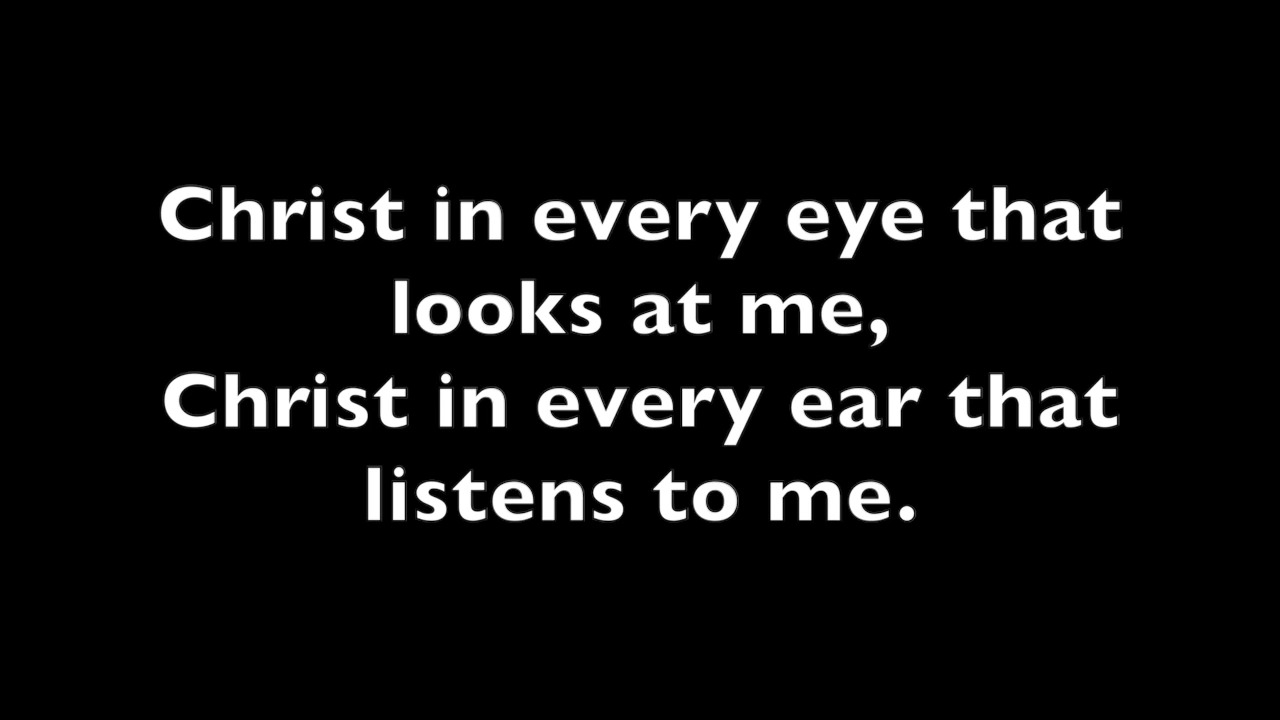 Christ in every eye that
looks at me,
Christ in every ear that
listens to me.